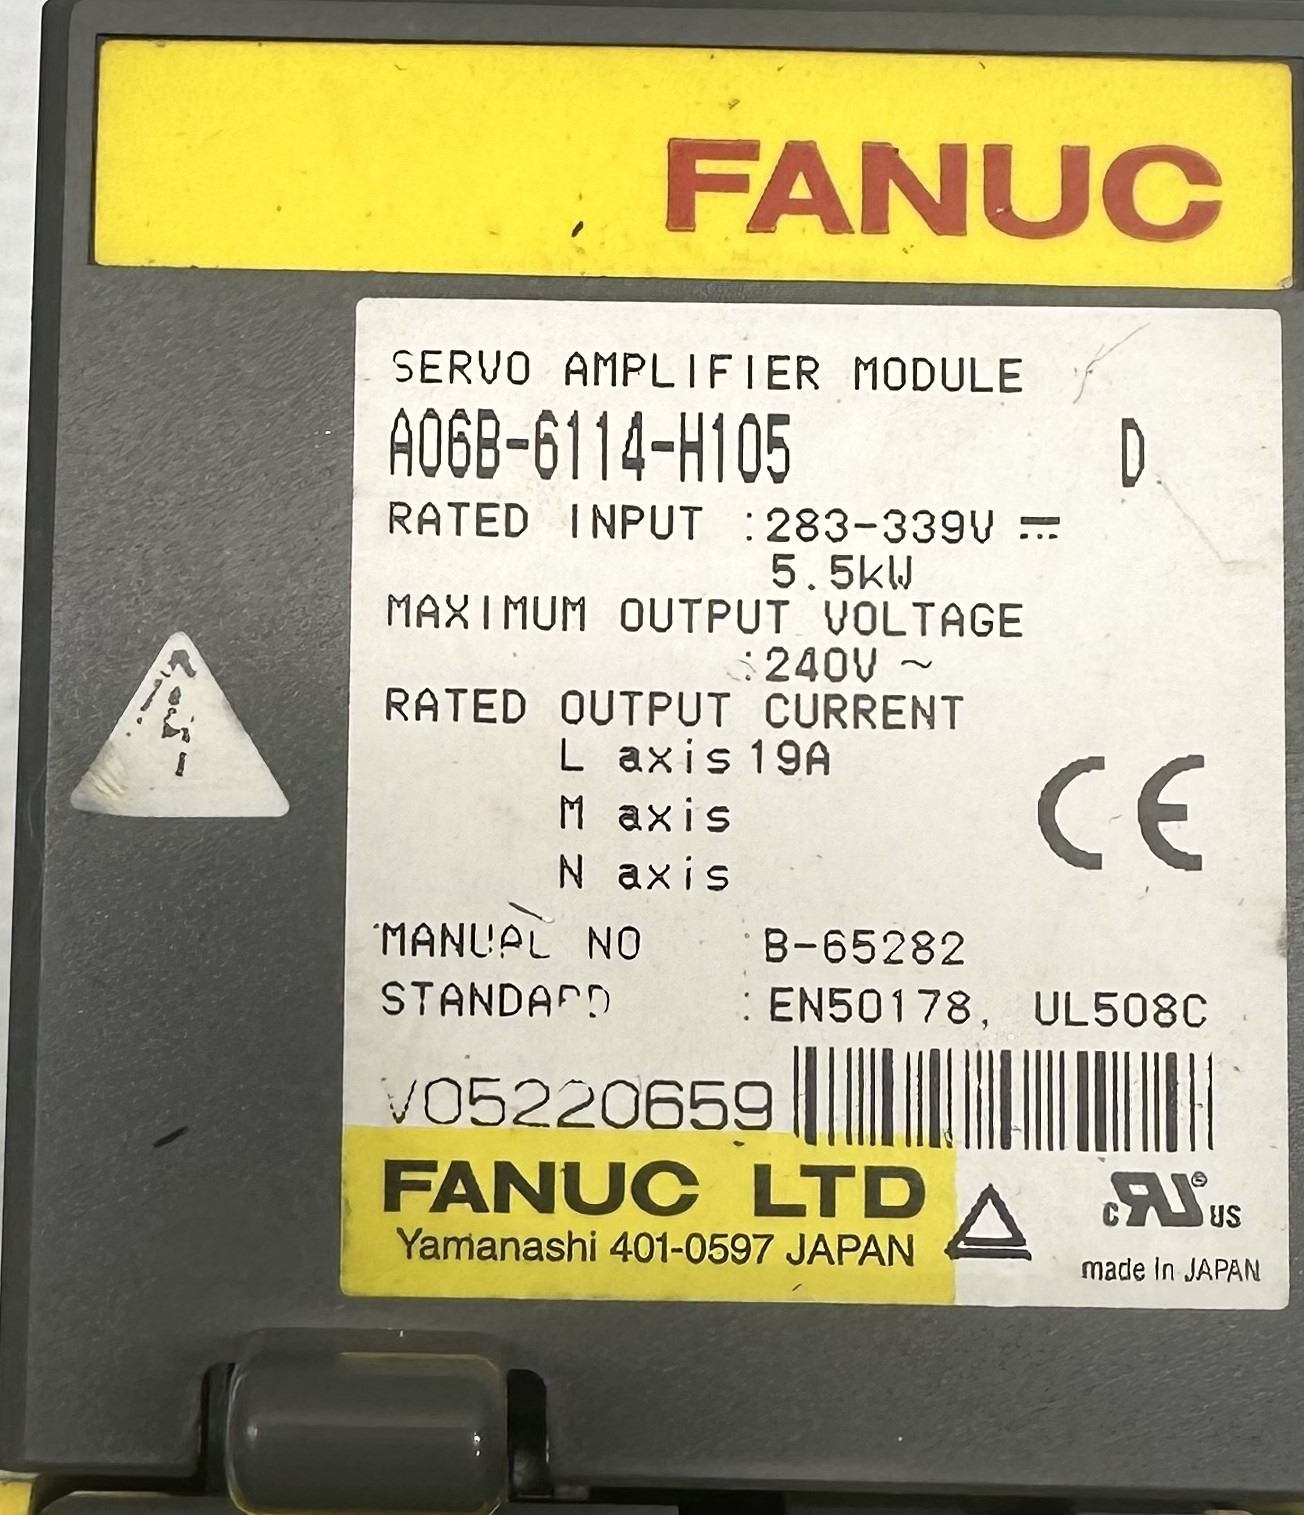 FANUC
SERVO AMPLIFIER MODULE
A06B-6114-H105 D
RATED INPUT :283-339V ⎓
5.5kW
MAXIMUM OUTPUT VOLTAGE
:240V ~
RATED OUTPUT CURRENT
L axis 19A
M axis
N axis
MANUAL NO : B-65282
STANDARD : EN50178, UL508C
V05220659
FANUC LTD
Yamanashi 401-0597 JAPAN
CE
c RU ® US
made in JAPAN